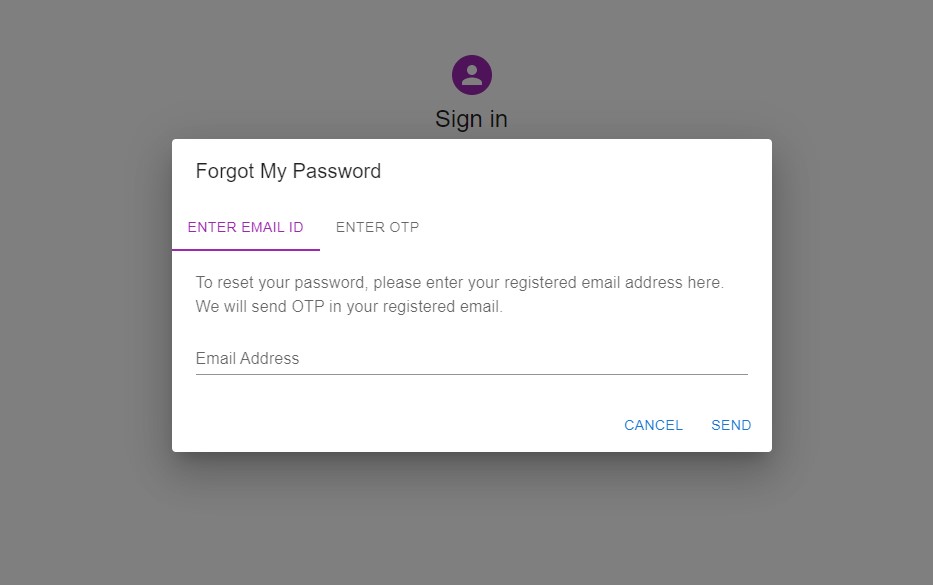 Sign in
Forgot My Password
ENTER EMAIL ID ENTER OTP
To reset your password, please enter your registered email address here.
We will send OTP in your registered email.
Email Address
CANCEL SEND